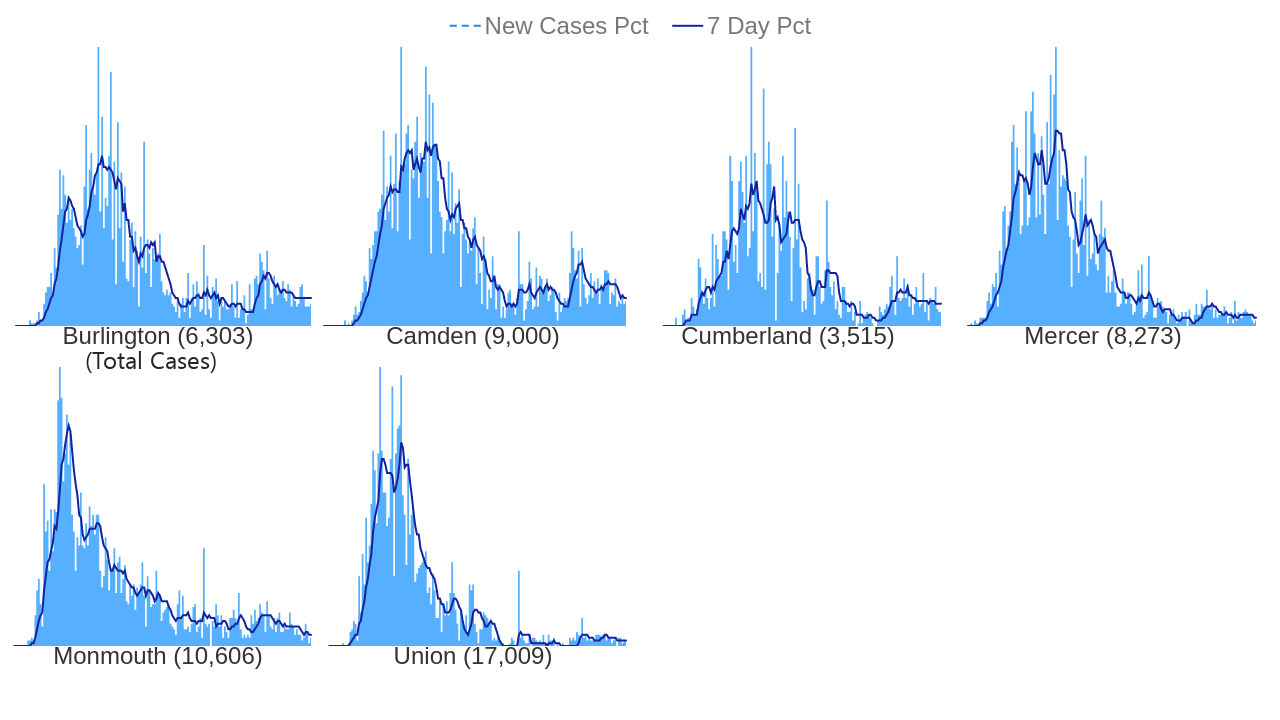 New Cases Pct 7 Day Pct
Burlington (6,303) Camden (9,000) Cumberland (3,515) Mercer (8,273)
(Total Cases)
Monmouth (10,606) Union (17,009)